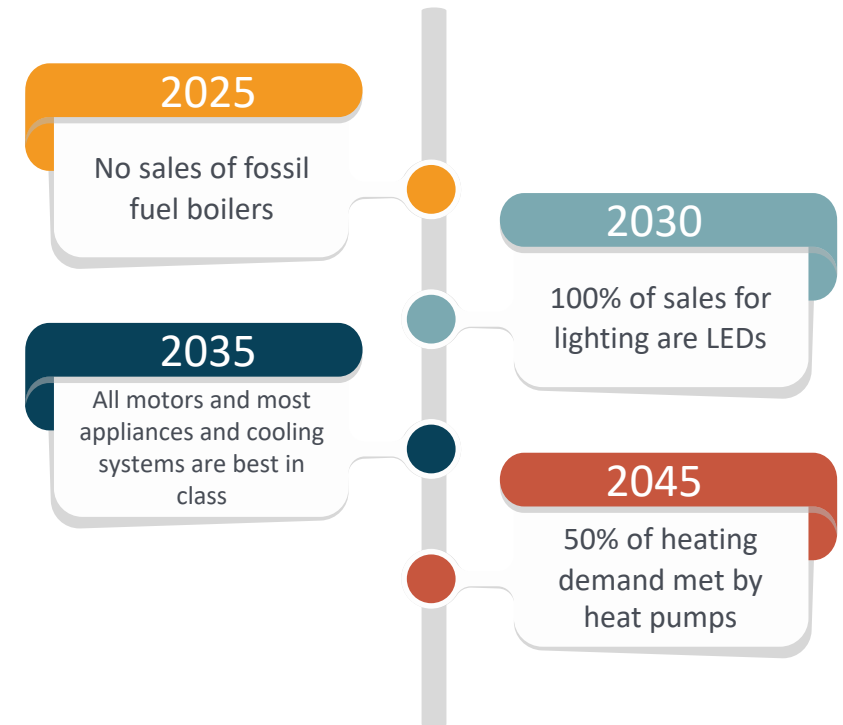 2025
No sales of fossil
fuel boilers
2030
100% of sales for
lighting are LEDs
2035
All motors and most
appliances and cooling
systems are best in
class
2045
50% of heating
demand met by
heat pumps